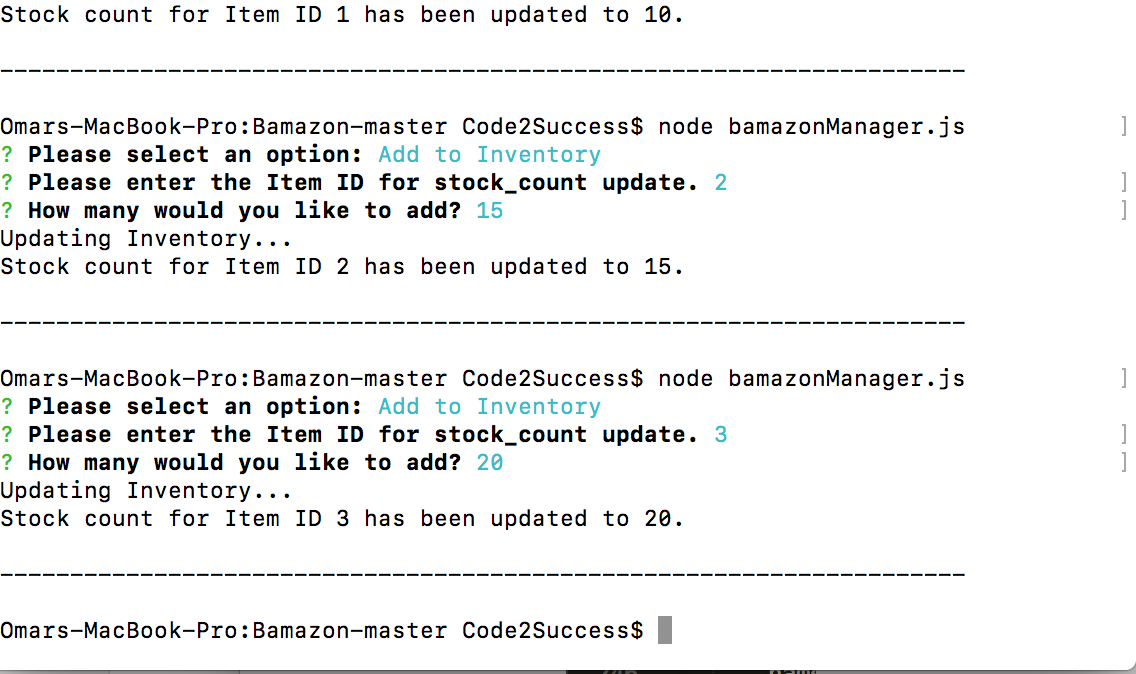 Stock count for Item ID 1 has been updated to 10.
---------------------------------------------------------------------
Omars-MacBook-Pro:Bamazon-master Code2Success$ node bamazonManager.js ]
? Please select an option: Add to Inventory
? Please enter the Item ID for stock_count update. 2 ]
? How many would you like to add? 15 ]
Updating Inventory...
Stock count for Item ID 2 has been updated to 15.
---------------------------------------------------------------------
Omars-MacBook-Pro:Bamazon-master Code2Success$ node bamazonManager.js ]
? Please select an option: Add to Inventory
? Please enter the Item ID for stock_count update. 3 ]
? How many would you like to add? 20 ]
Updating Inventory...
Stock count for Item ID 3 has been updated to 20.
---------------------------------------------------------------------
Omars-MacBook-Pro:Bamazon-master Code2Success$